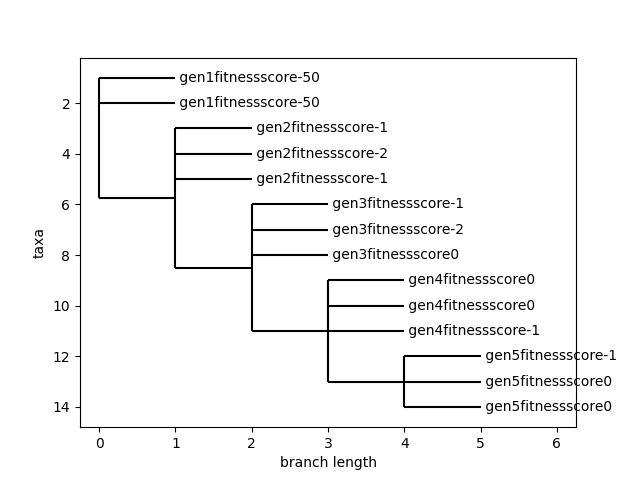 gen1fitnessscore-50
gen1fitnessscore-50
2
gen2fitnessscore-1
gen2fitnessscore-2
4
gen2fitnessscore-1
gen3fitnessscore-1
6
gen3fitnessscore-2
taxa
gen3fitnessscore0
8
gen4fitnessscore0
gen4fitnessscore0
10
gen4fitnessscore-1
gen5fitnessscore-1
12
gen5fitnessscore0
gen5fitnessscore0
14
0 1 2 3 4 5 6
branch length